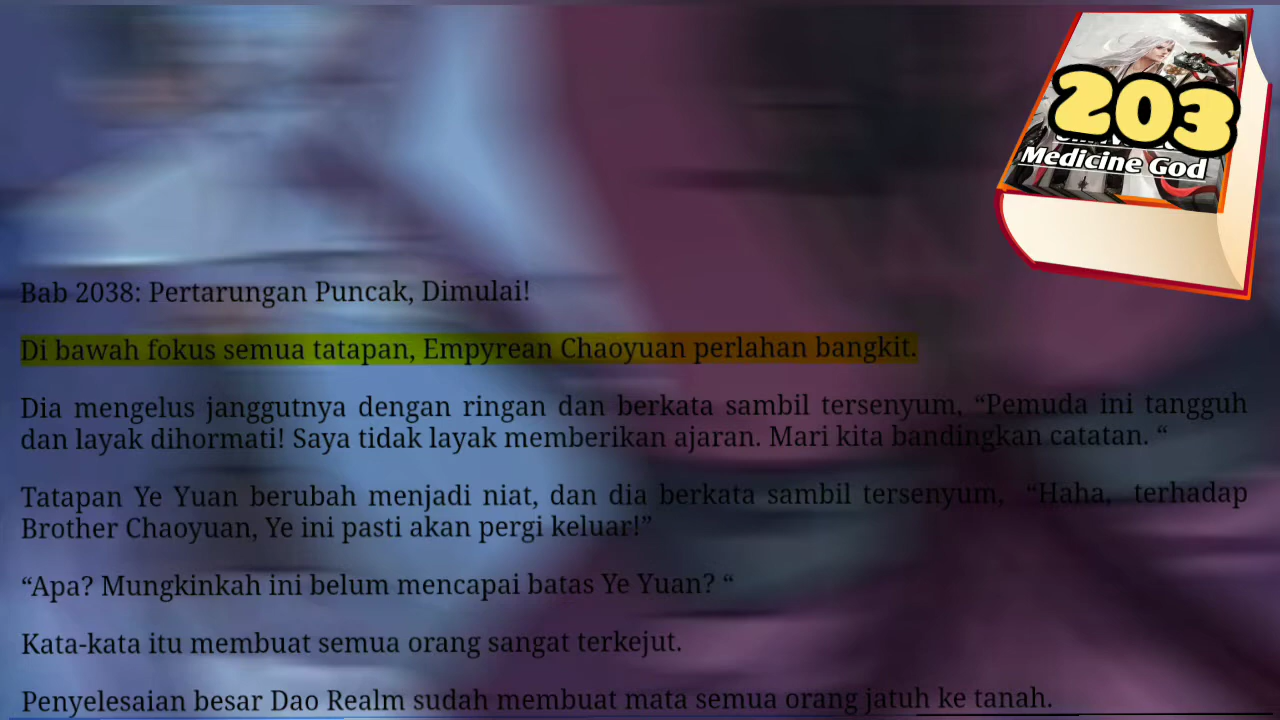 203
Medicine God
Bab 2038: Pertarungan Puncak, Dimulai!
Di bawah fokus semua tatapan, Empyrean Chaoyuan perlahan bangkit.
Dia mengelus janggutnya dengan ringan dan berkata sambil tersenyum, “Pemuda ini tangguh
dan layak dihormati! Saya tidak layak memberikan ajaran. Mari kita bandingkan catatan. “
Tatapan Ye Yuan berubah menjadi niat, dan dia berkata sambil tersenyum, “Haha, terhadap
Brother Chaoyuan, Ye ini pasti akan pergi keluar!”
“Apa? Mungkinkah ini belum mencapai batas Ye Yuan? “
Kata-kata itu membuat semua orang sangat terkejut.
Penyelesaian besar Dao Realm sudah membuat mata semua orang jatuh ke tanah.